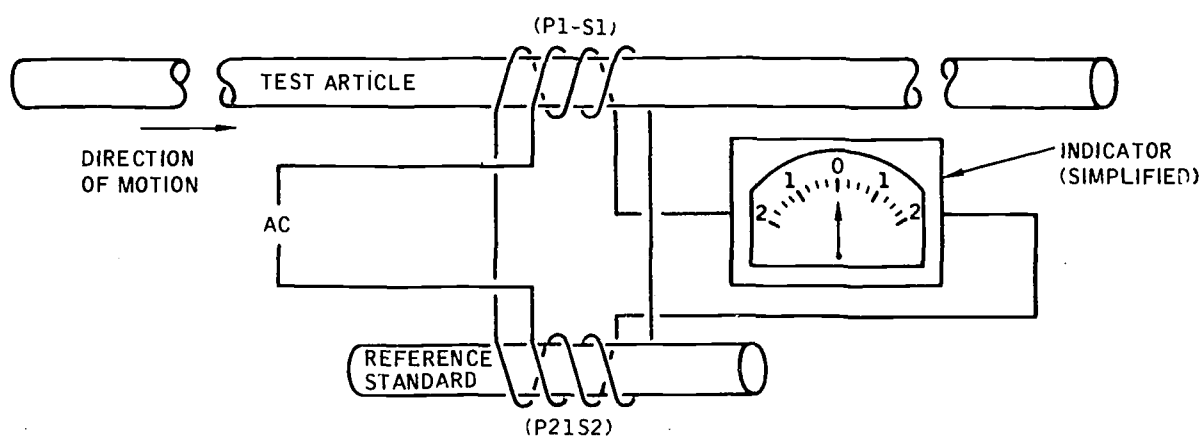 (P1-S1)
TEST ARTICLE
DIRECTION
OF MOTION
INDICATOR
(SIMPLIFIED)
2 1 0 1 2
AC
REFERENCE
STANDARD
(P21S2)